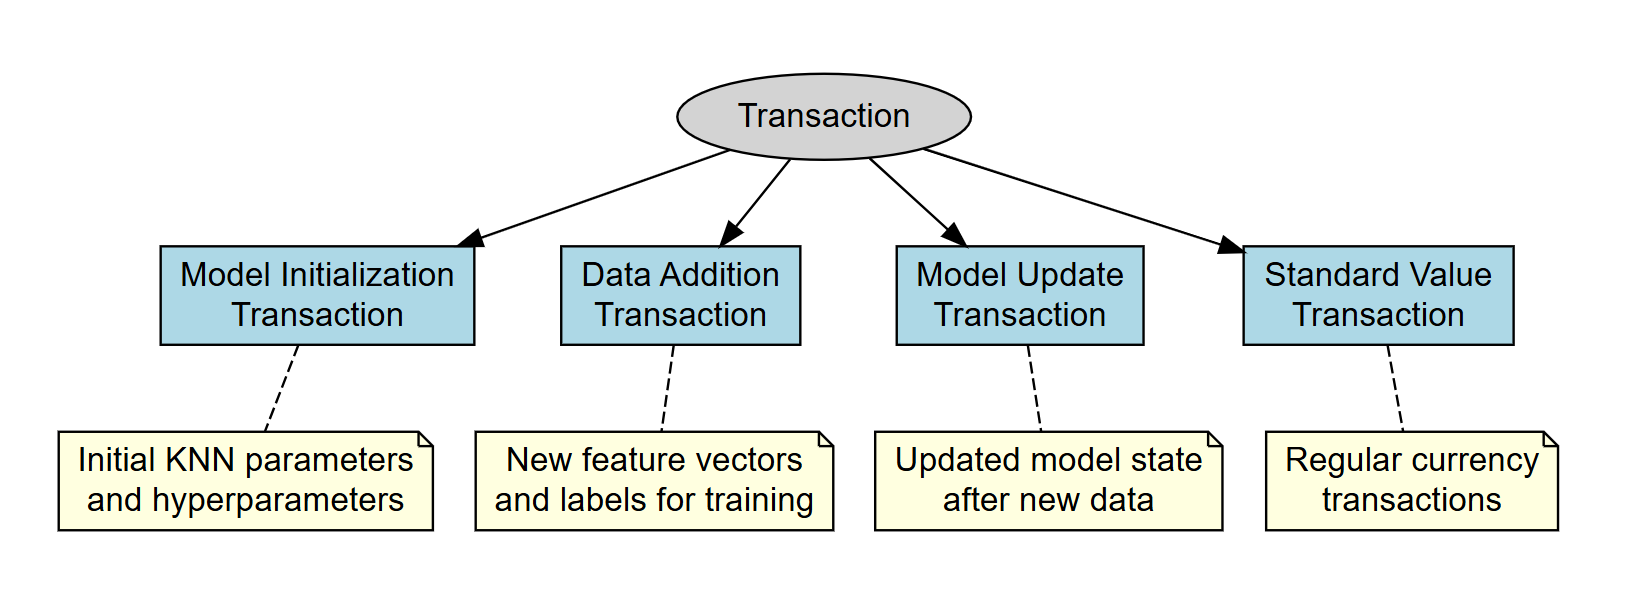 Transaction
Model Initialization
Transaction
Data Addition
Transaction
Model Update
Transaction
Standard Value
Transaction
Initial KNN parameters
and hyperparameters
New feature vectors
and labels for training
Updated model state
after new data
Regular currency
transactions